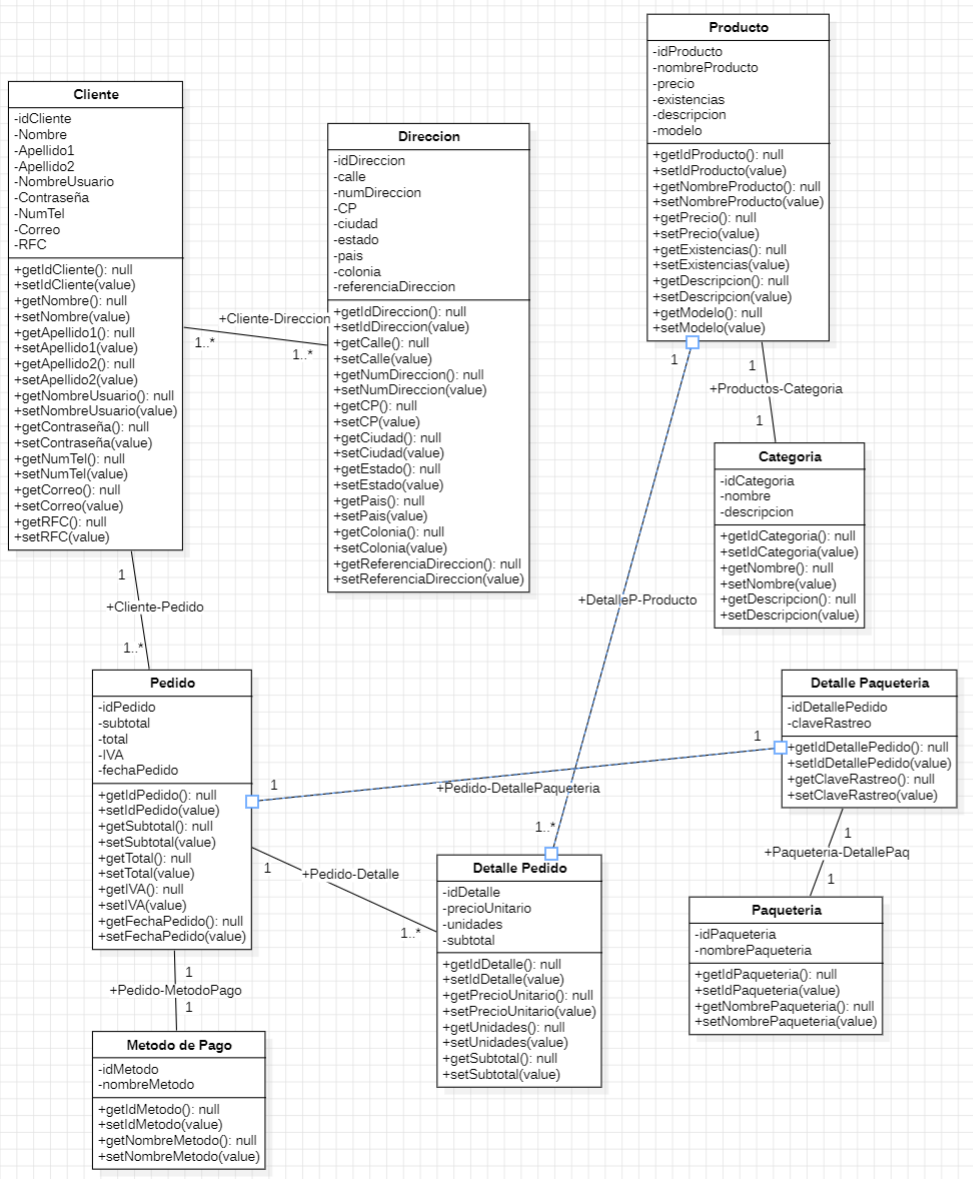 Producto
-idProducto
-nombreProducto
-precio
-existencias
-descripcion
-modelo
+getIdProducto(): null
+setIdProducto(value)
+getNombreProducto(): null
+setNombreProducto(value)
+getPrecio(): null
+setPrecio(value)
+getExistencias(): null
+setExistencias(value)
+getDescripcion(): null
+setDescripcion(value)
+getModelo(): null
+setModelo(value)
Cliente
-idCliente
-Nombre
-Apellido1
-Apellido2
-NombreUsuario
-Contraseña
-NumTel
-Correo
-RFC
+getIdCliente(): null
+setIdCliente(value)
+getNombre(): null
+setNombre(value)
+getApellido1(): null
+setApellido1(value)
+getApellido2(): null
+setApellido2(value)
+getNombreUsuario(): null
+setNombreUsuario(value)
+getContraseña(): null
+setContraseña(value)
+getNumTel(): null
+setNumTel(value)
+getCorreo(): null
+setCorreo(value)
+getRFC(): null
+setRFC(value)
+Cliente-Direccion
1..*
1..*
Direccion
-idDireccion
-calle
-numDireccion
-CP
-ciudad
-estado
-pais
-colonia
-referenciaDireccion
+getIdDireccion(): null
+setIdDireccion(value)
+getCalle(): null
+setCalle(value)
+getNumDireccion(): null
+setNumDireccion(value)
+getCP(): null
+setCP(value)
+getCiudad(): null
+setCiudad(value)
+getEstado(): null
+setEstado(value)
+getPais(): null
+setPais(value)
+getColonia(): null
+setColonia(value)
+getReferenciaDireccion(): null
+setReferenciaDireccion(value)
1
1
+Productos-Categoria
1
Categoria
-idCategoria
-nombre
-descripcion
+getIdCategoria(): null
+setIdCategoria(value)
+getNombre(): null
+setNombre(value)
+getDescripcion(): null
+setDescripcion(value)
1
+Cliente-Pedido
1..*
+DetalleP-Producto
1..*
Pedido
-idPedido
-subtotal
-total
-IVA
-fechaPedido
+getIdPedido(): null
+setIdPedido(value)
+getSubtotal(): null
+setSubtotal(value)
+getTotal(): null
+setTotal(value)
+getIVA(): null
+setIVA(value)
+getFechaPedido(): null
+setFechaPedido(value)
1
+Pedido-DetallePaqueteria
1
Detalle Paqueteria
-idDetallePedido
-claveRastreo
+getIdDetallePedido(): null
+setIdDetallePedido(value)
+getClaveRastreo(): null
+setClaveRastreo(value)
1
+Paqueteria-DetallePaq
1
1
+Pedido-Detalle
1..*
Detalle Pedido
-idDetalle
-precioUnitario
-unidades
-subtotal
+getIdDetalle(): null
+setIdDetalle(value)
+getPrecioUnitario(): null
+setPrecioUnitario(value)
+getUnidades(): null
+setUnidades(value)
+getSubtotal(): null
+setSubtotal(value)
Paqueteria
-idPaqueteria
-nombrePaqueteria
+getIdPaqueteria(): null
+setIdPaqueteria(value)
+getNombrePaqueteria(): null
+setNombrePaqueteria(value)
1
+Pedido-MetodoPago
1
Metodo de Pago
-idMetodo
-nombreMetodo
+getIdMetodo(): null
+setIdMetodo(value)
+getNombreMetodo(): null
+setNombreMetodo(value)